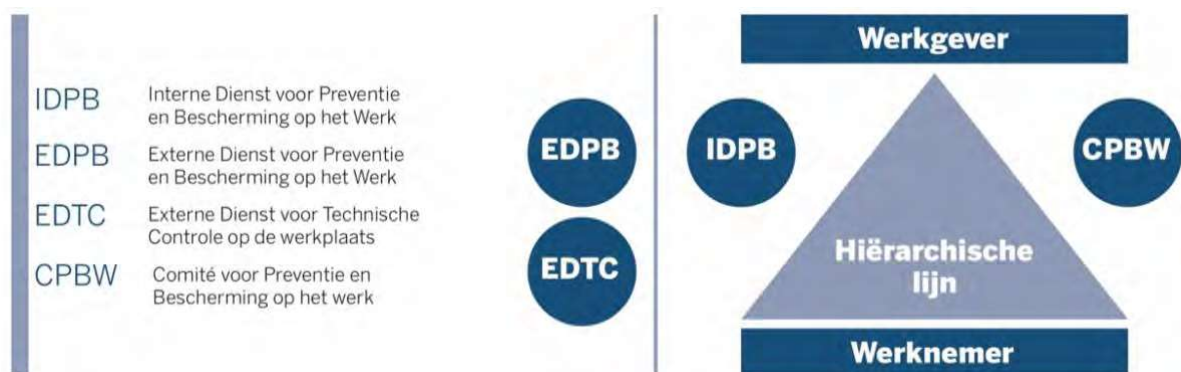 IDPB
Interne Dienst voor Preventie
en Bescherming op het Werk
EDPB
Externe Dienst voor Preventie
en Bescherming op het Werk
EDTC
Externe Dienst voor Technische
Controle op de werkplaats
CPBW
Comité voor Preventie en
Bescherming op het werk
EDPB
EDTC
Werkgever
IDPB
CPBW
Hiërarchische
lijn
Werknemer